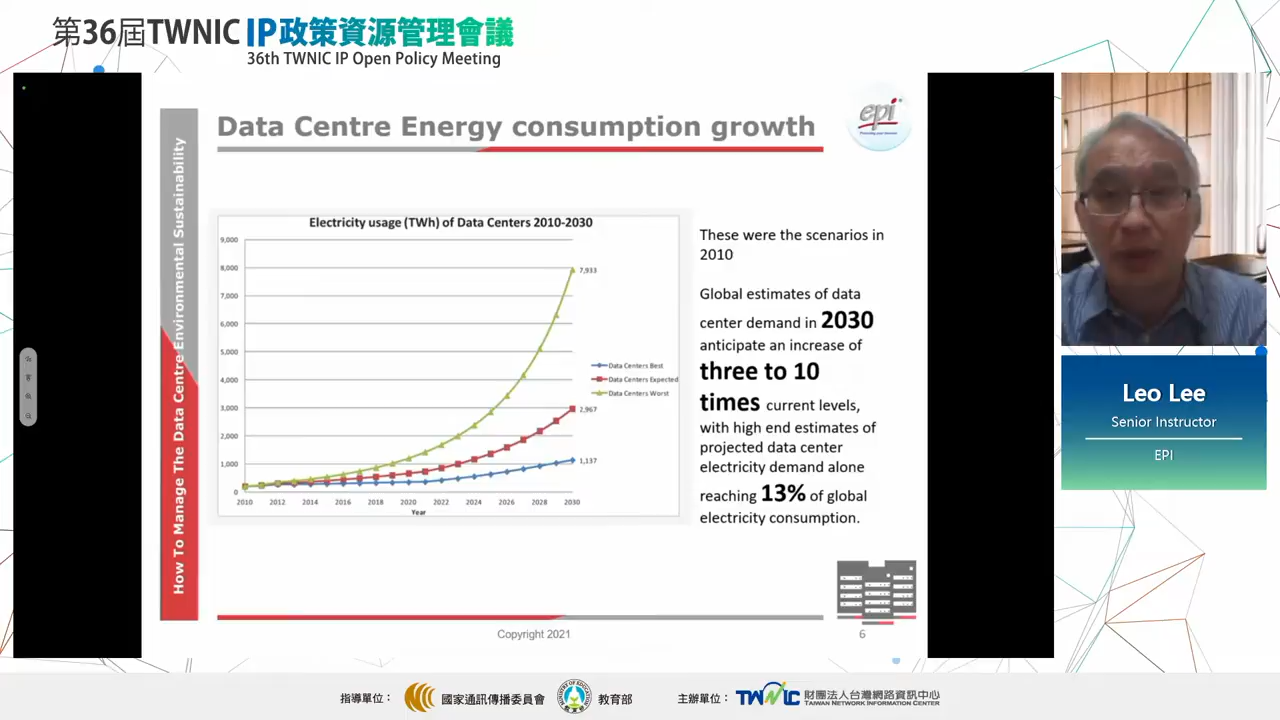 第36屆TWNIC IP政策資源管理會議
36th TWNIC IP Open Policy Meeting
How To Manage The Data Centre Environmental Sustainability
Data Centre Energy consumption growth
epi
Electricity usage (TWh) of Data Centers 2010-2030
9,000
8,000
7,000
6,000
5,000
4,000
3,000
2,000
1,000
0
7,933
2,967
1,137
Data Centers Best
Data Centers Expected
Data Centers Worst
2010 2012 2014 2016 2018 2020 2022 2024 2026 2028 2030
Year
These were the scenarios in
2010
Global estimates of data
center demand in 2030
anticipate an increase of
three to 10
times current levels,
with high end estimates of
projected data center
electricity demand alone
reaching 13% of global
electricity consumption.
Copyright 2021
6
Leo Lee
Senior Instructor
EPI
指導單位： 國家通訊傳播委員會 教育部 主辦單位： TWNIC 財團法人台灣網路資訊中心
TAIWAN NETWORK INFORMATION CENTER